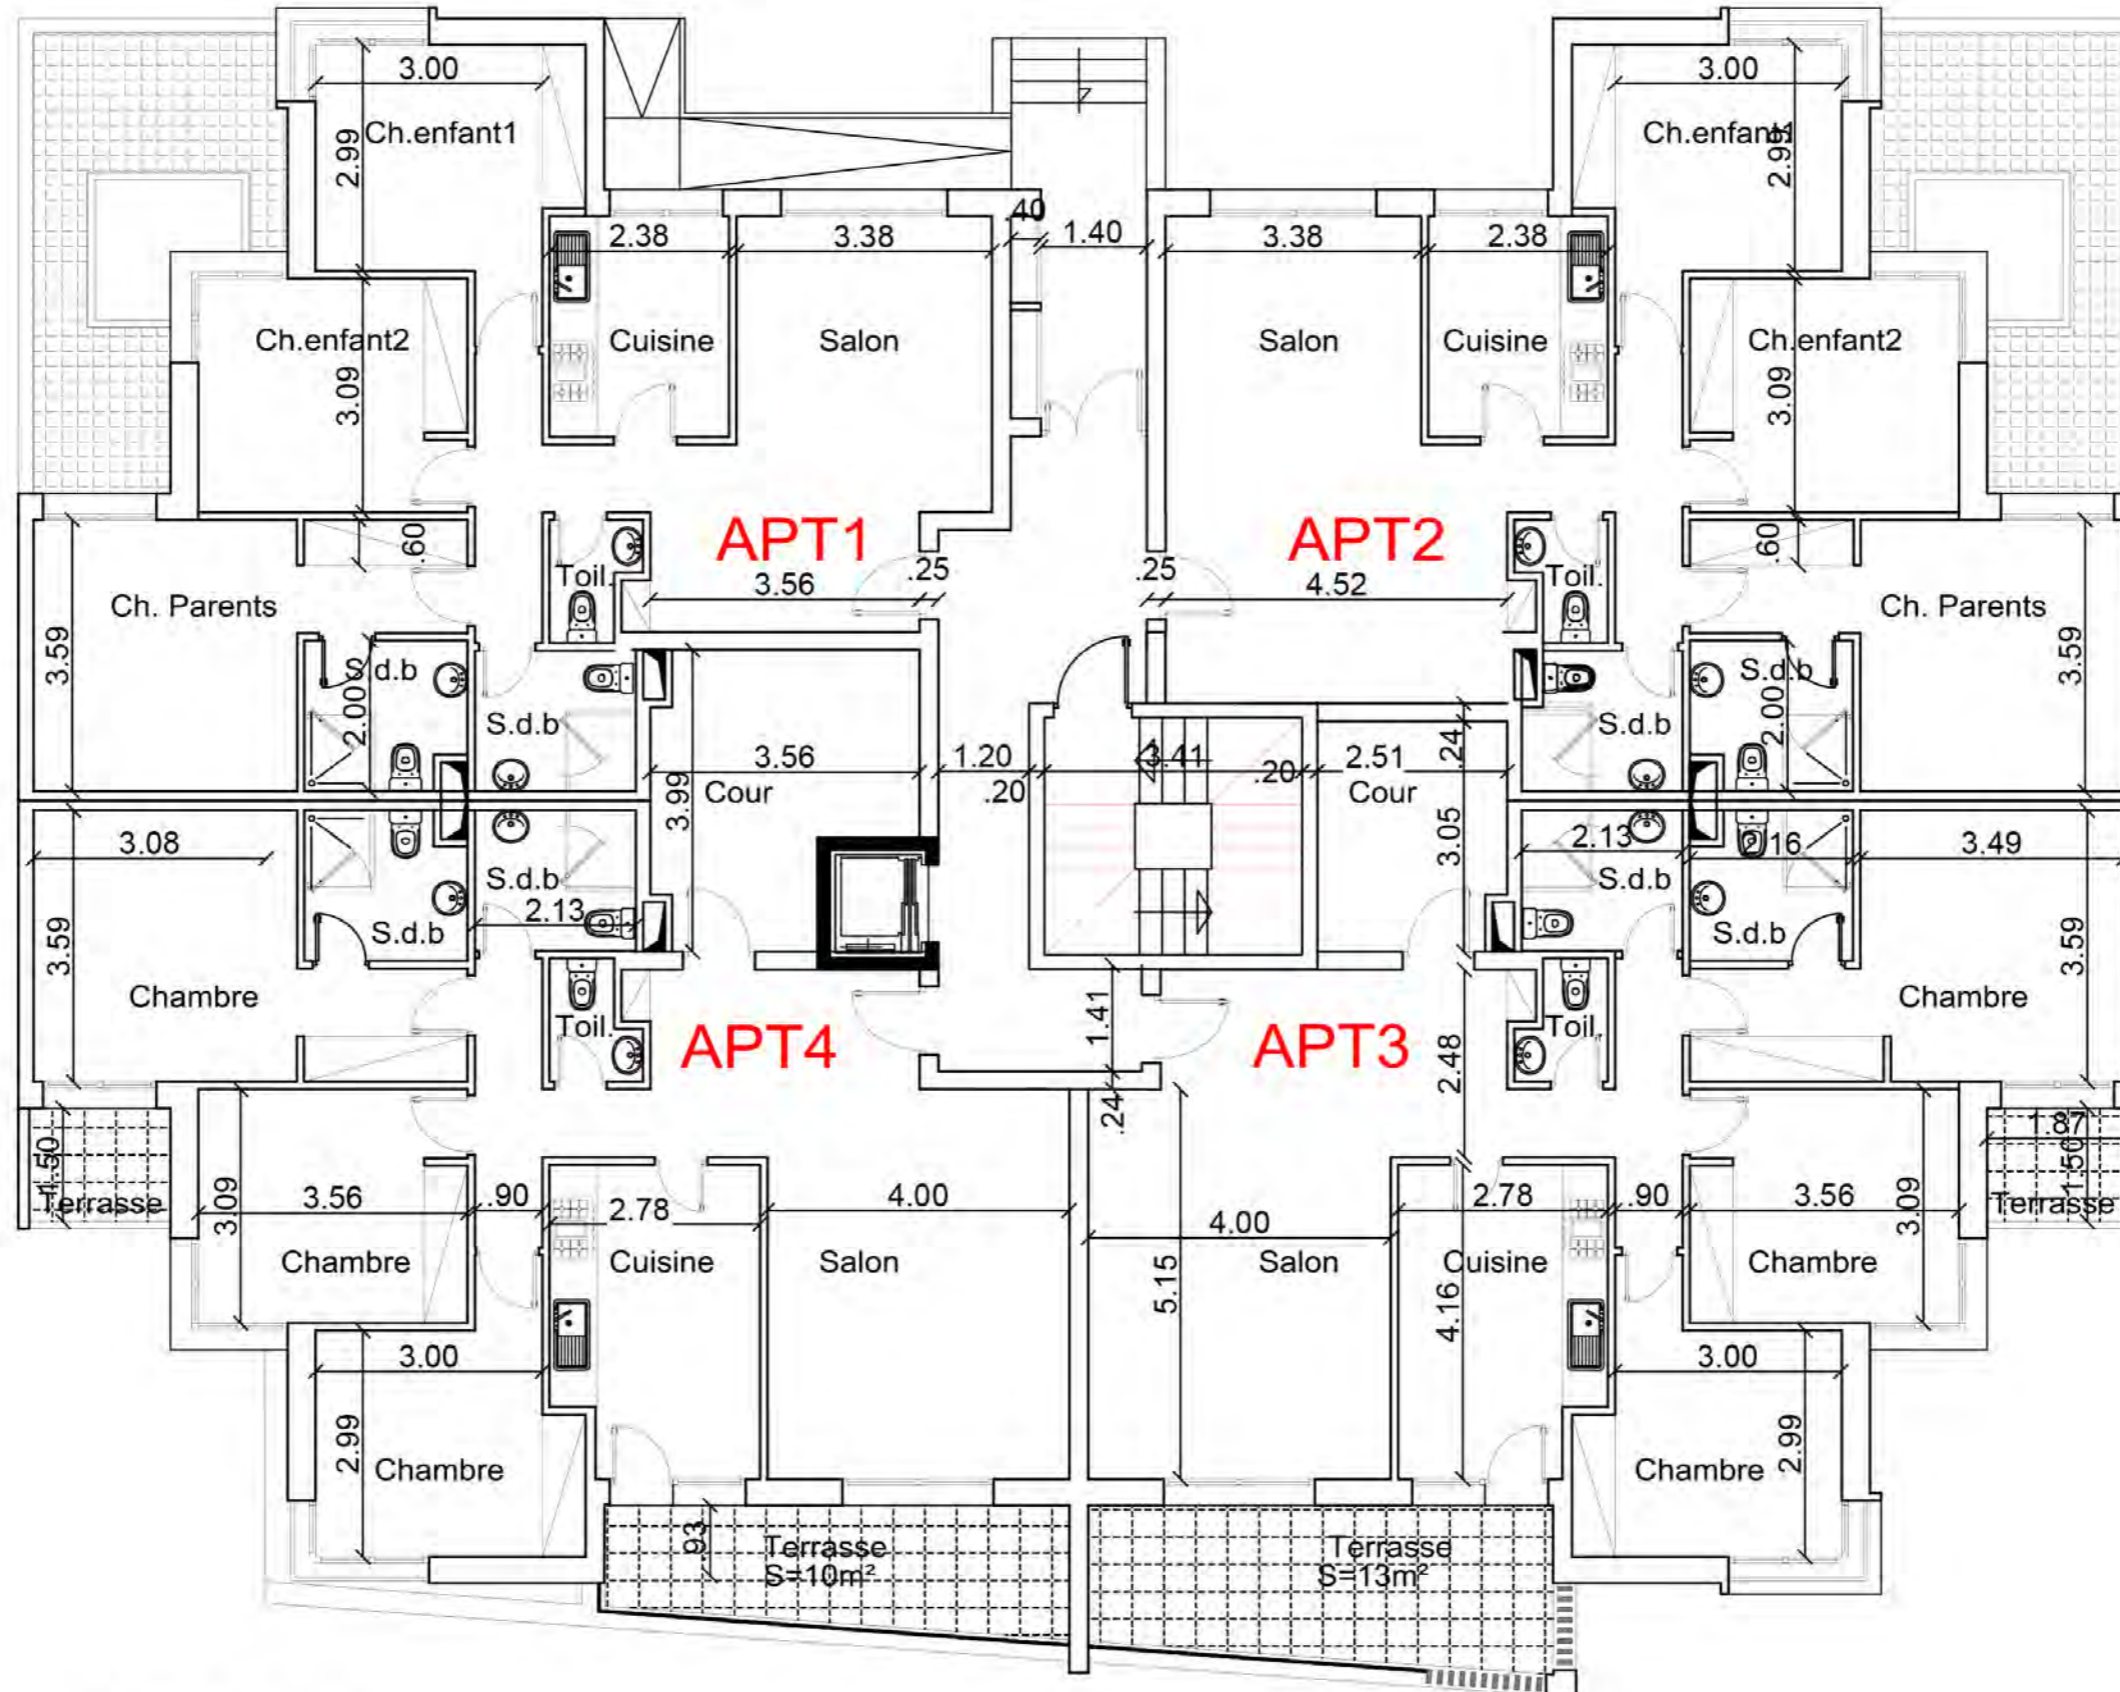 3.00
3.00
Ch.enfant1
2.99
Ch.enfant1
2.99
.40
2.38
3.38
1.40
3.38
2.38
Ch.enfant2
Cuisine
Salon
Salon
Cuisine
Ch.enfant2
3.09
3.09
APT1
APT2
.60
.60
Toil.
3.56
.25
.25
4.52
Toil.
Ch. Parents
Ch. Parents
3.59
3.59
S.d.b
S.d.b
2.00
2.00
S.d.b
S.d.b
3.56
1.20
3.41
2.51
.24
Cour
.20
.20
Cour
3.99
3.08
3.05
2.13
3.49
S.d.b
S.d.b
2.13
S.d.b
S.d.b
3.59
3.59
Chambre
Chambre
Toil.
APT4
1.41
APT3
2.48
Toil.
.24
1.87
1.50
1.50
Terrasse
3.09
3.56
.90
2.78
4.00
4.00
2.78
.90
3.56
3.09
Terrasse
Chambre
Cuisine
Salon
5.15
Salon
Cuisine
Chambre
4.16
3.00
3.00
2.99
Chambre
Chambre
2.99
.93
Terrasse
S=10m²
Terrasse
S=13m²